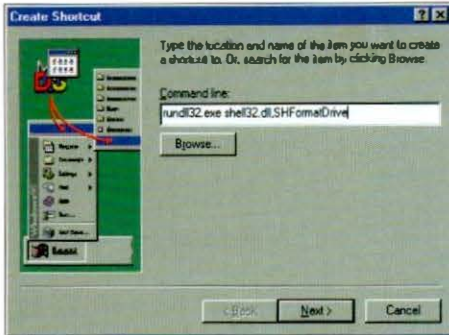 Create Shortcut
Type the location and name of the item you want to create
a shortcut to. Or, search for the item by clicking Browse.
Command line:
rundll32.exe shell32.dll,SHFormatDrive
Browse...
< Back
Next >
Cancel